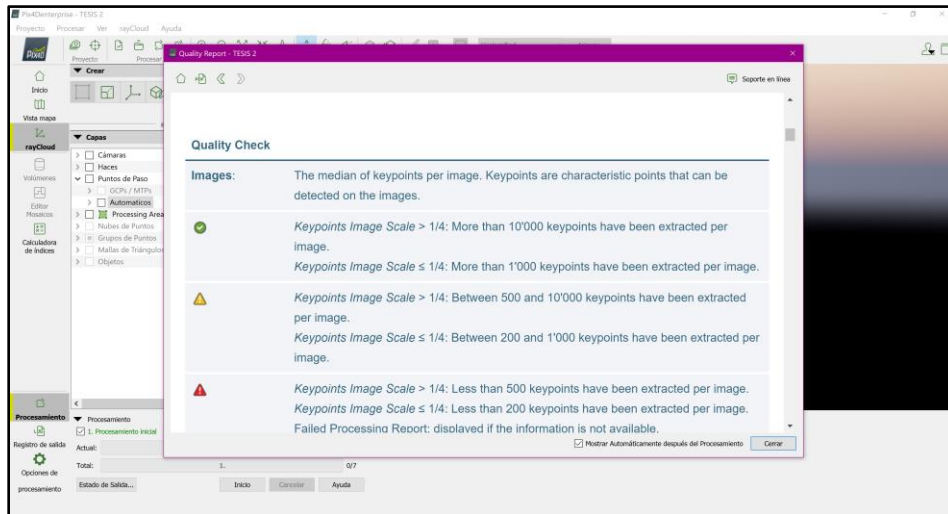 Pix4Denterprise - TESIS 2
Proyecto Procesar Ver rayCloud Ayuda
PIX4D
Proyecto
Procesar
Inicio
Vista mapa
rayCloud
Volúmenes
Editor
Mosaicos
Calculadora
de índices
Procesamiento
Registro de salida
Opciones de
procesamiento
Crear
Capas
Cámaras
Haces
Puntos de Paso
GCPs / MTPs
Automaticos
Processing Area
Nubes de Puntos
Grupos de Puntos
Mallas de Triángulos
Objetos
Quality Report - TESIS 2
Soporte en línea
Quality Check
Images: The median of keypoints per image. Keypoints are characteristic points that can be
detected on the images.
Keypoints Image Scale > 1/4: More than 10'000 keypoints have been extracted per
image.
Keypoints Image Scale ≤ 1/4: More than 1'000 keypoints have been extracted per image.
Keypoints Image Scale > 1/4: Between 500 and 10'000 keypoints have been extracted
per image.
Keypoints Image Scale ≤ 1/4: Between 200 and 1'000 keypoints have been extracted per
image.
Keypoints Image Scale > 1/4: Less than 500 keypoints have been extracted per image.
Keypoints Image Scale ≤ 1/4: Less than 200 keypoints have been extracted per image.
Failed Processing Report: displayed if the information is not available.
Mostrar Automáticamente después del Procesamiento Cerrar
Procesamiento
1. Procesamiento inicial
Actual:
Total: 1. 0/7
Estado de Salida... Inicio Cancelar Ayuda